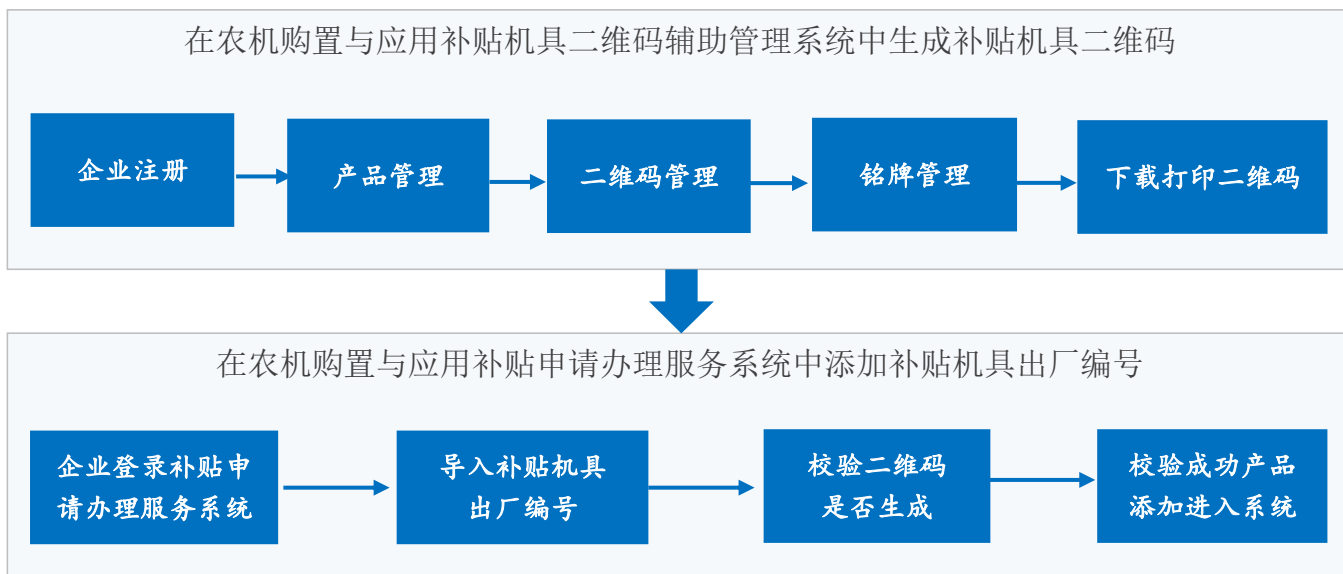 在农机购置与应用补贴机具二维码辅助管理系统中生成补贴机具二维码
企业注册
产品管理
二维码管理
铭牌管理
下载打印二维码
在农机购置与应用补贴申请办理服务系统中添加补贴机具出厂编号
企业登录补贴申
请办理服务系统
导入补贴机具
出厂编号
校验二维码
是否生成
校验成功产品
添加进入系统